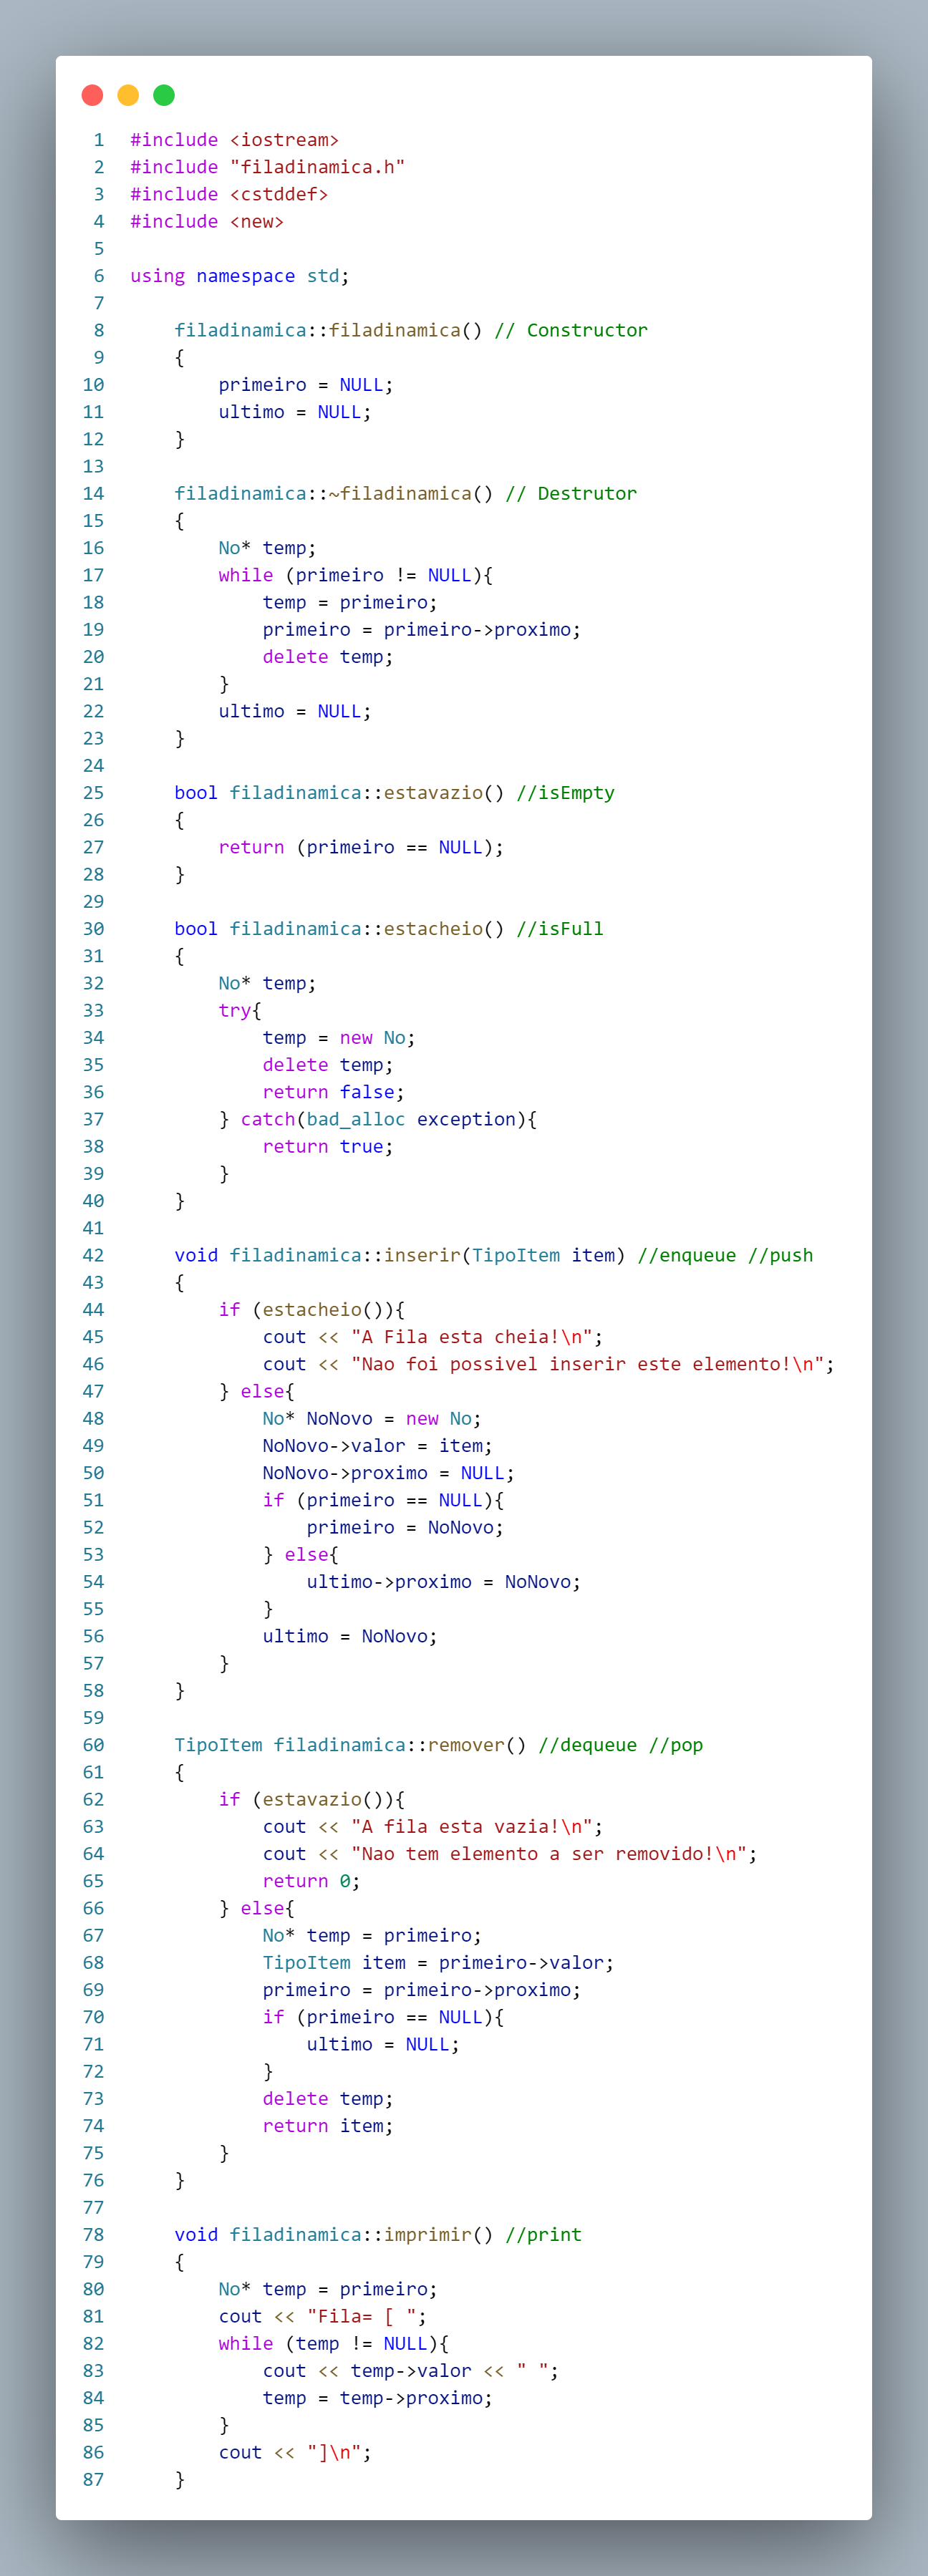 1 #include <iostream>
2 #include "filadinamica.h"
3 #include <cstddef>
4 #include <new>
5
6 using namespace std;
7
8     filadinamica::filadinamica() // Constructor
9     {
10         primeiro = NULL;
11         ultimo = NULL;
12     }
13
14     filadinamica::~filadinamica() // Destrutor
15     {
16         No* temp;
17         while (primeiro != NULL){
18             temp = primeiro;
19             primeiro = primeiro->proximo;
20             delete temp;
21         }
22         ultimo = NULL;
23     }
24
25     bool filadinamica::estavazio() //isEmpty
26     {
27         return (primeiro == NULL);
28     }
29
30     bool filadinamica::estacheio() //isFull
31     {
32         No* temp;
33         try{
34             temp = new No;
35             delete temp;
36             return false;
37         } catch(bad_alloc exception){
38             return true;
39         }
40     }
41
42     void filadinamica::inserir(TipoItem item) //enqueue //push
43     {
44         if (estacheio()){
45             cout << "A Fila esta cheia!\n";
46             cout << "Nao foi possivel inserir este elemento!\n";
47         } else{
48             No* NoNovo = new No;
49             NoNovo->valor = item;
50             NoNovo->proximo = NULL;
51             if (primeiro == NULL){
52                 primeiro = NoNovo;
53             } else{
54                 ultimo->proximo = NoNovo;
55             }
56             ultimo = NoNovo;
57         }
58     }
59
60     TipoItem filadinamica::remover() //dequeue //pop
61     {
62         if (estavazio()){
63             cout << "A fila esta vazia!\n";
64             cout << "Nao tem elemento a ser removido!\n";
65             return 0;
66         } else{
67             No* temp = primeiro;
68             TipoItem item = primeiro->valor;
69             primeiro = primeiro->proximo;
70             if (primeiro == NULL){
71                 ultimo = NULL;
72             }
73             delete temp;
74             return item;
75         }
76     }
77
78     void filadinamica::imprimir() //print
79     {
80         No* temp = primeiro;
81         cout << "Fila= [ ";
82         while (temp != NULL){
83             cout << temp->valor << " ";
84             temp = temp->proximo;
85         }
86         cout << "]\n";
87     }